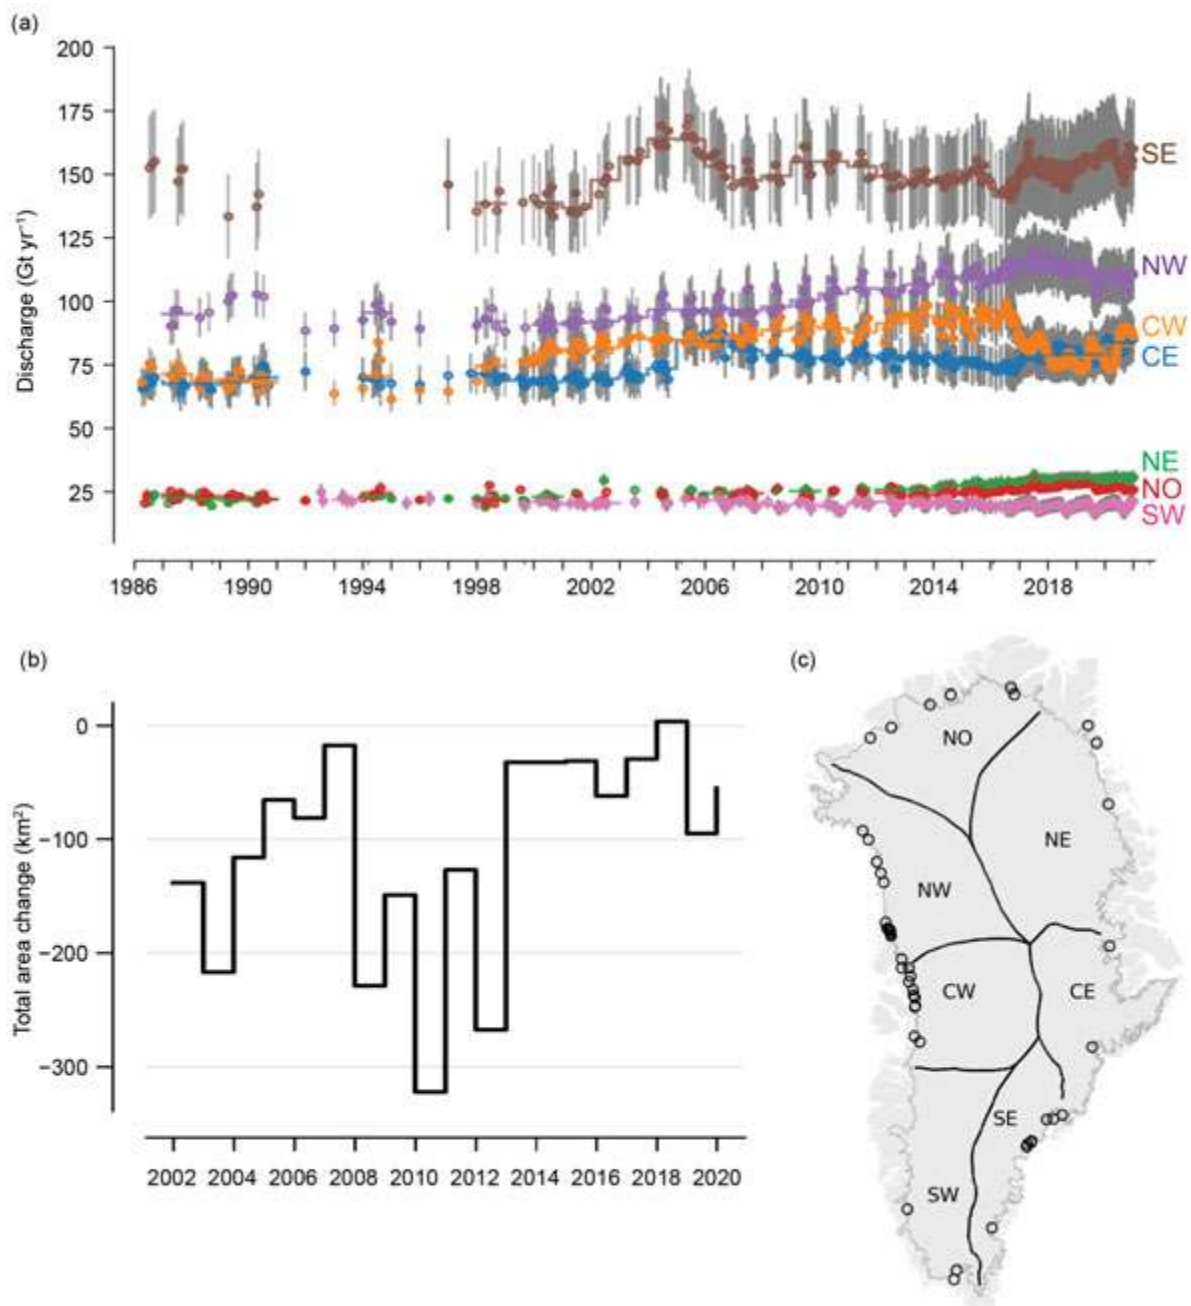 (a)
200
175
150
125
100
75
50
25
Discharge (Gt yr⁻¹)
SE
NW
CW
CE
NE
NO
SW
1986 1990 1994 1998 2002 2006 2010 2014 2018
(b)
0
−100
−200
−300
Total area change (km²)
2002 2004 2006 2008 2010 2012 2014 2016 2018 2020
(c)
NO
NE
NW
CW
CE
SE
SW